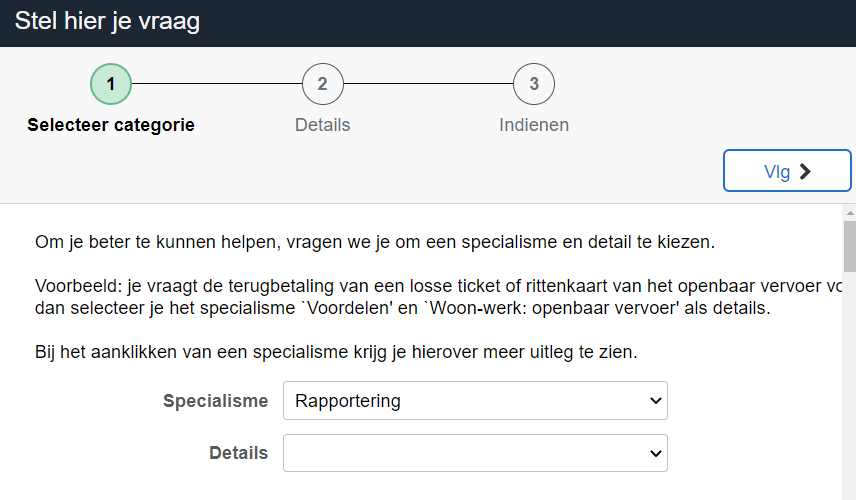 Stel hier je vraag
1 2 3
Selecteer categorie Details Indienen
Vlg
Om je beter te kunnen helpen, vragen we je om een specialisme en detail te kiezen.
Voorbeeld: je vraagt de terugbetaling van een losse ticket of rittenkaart van het openbaar vervoer
dan selecteer je het specialisme `Voordelen' en `Woon-werk: openbaar vervoer' als details.
Bij het aanklikken van een specialisme krijg je hierover meer uitleg te zien.
Specialisme Rapportering
Details